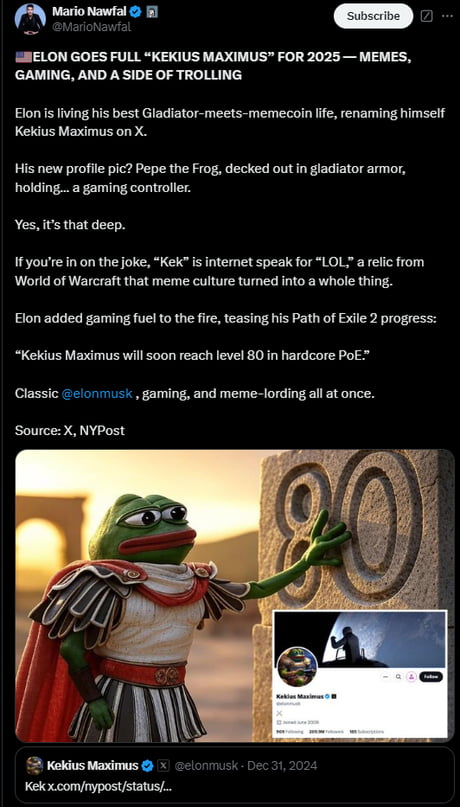 Mario Nawfal
@MarioNawfal
Subscribe
🇺🇸ELON GOES FULL “KEKIUS MAXIMUS” FOR 2025 — MEMES,
GAMING, AND A SIDE OF TROLLING
Elon is living his best Gladiator-meets-memecoin life, renaming himself
Kekius Maximus on X.
His new profile pic? Pepe the Frog, decked out in gladiator armor,
holding... a gaming controller.
Yes, it’s that deep.
If you’re in on the joke, “Kek” is internet speak for “LOL,” a relic from
World of Warcraft that meme culture turned into a whole thing.
Elon added gaming fuel to the fire, teasing his Path of Exile 2 progress:
“Kekius Maximus will soon reach level 80 in hardcore PoE.”
Classic @elonmusk , gaming, and meme-lording all at once.
Source: X, NYPost
80
Follow
Kekius Maximus
@elonmusk
Joined June 2009
Following
Followers
Subscriptions
Kekius Maximus @elonmusk · Dec 31, 2024
Kek x.com/nypost/status/...